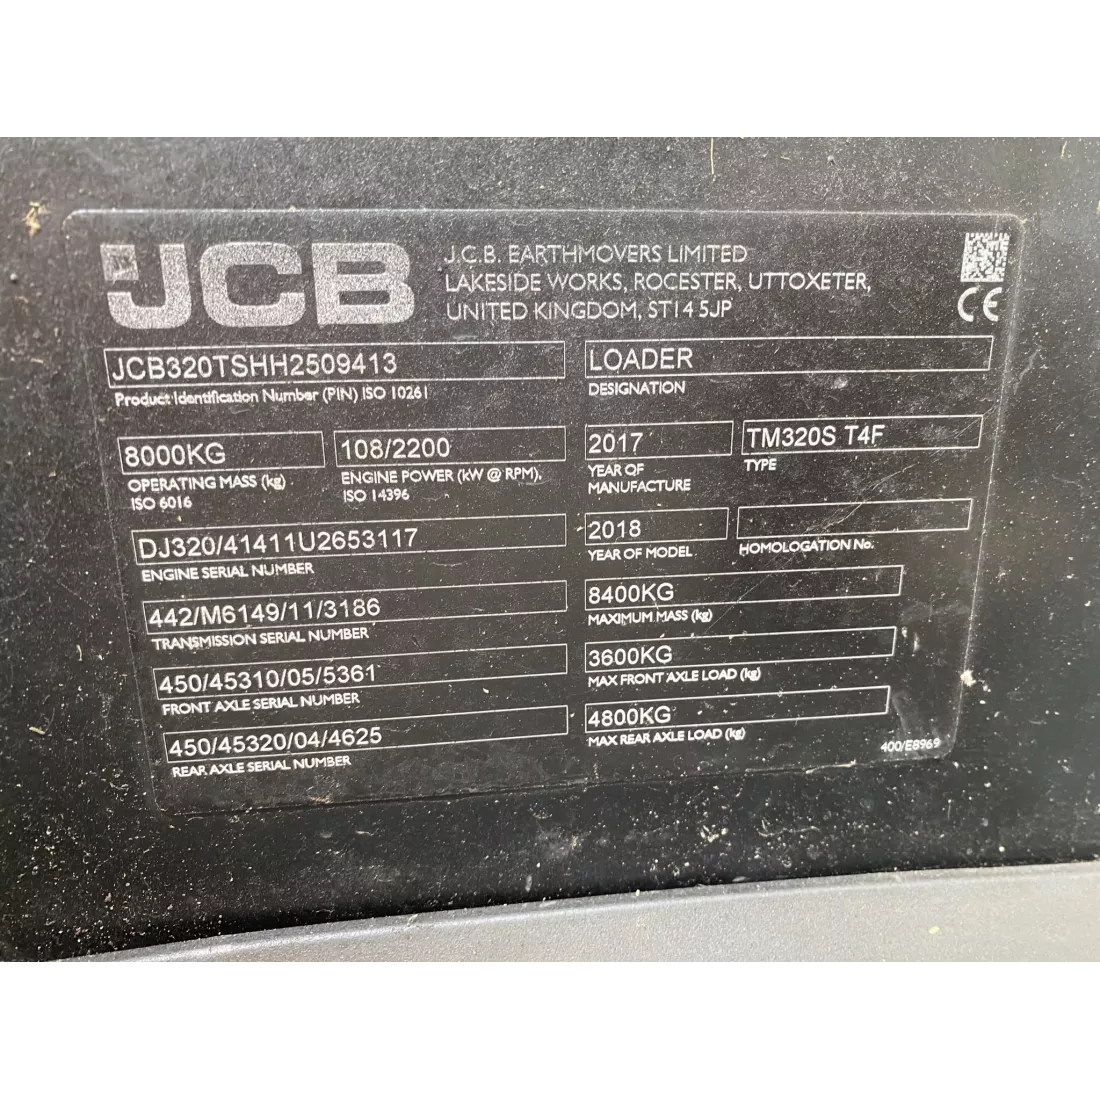 JCB
J.C.B. EARTHMOVERS LIMITED
LAKESIDE WORKS, ROCESTER, UTTOXETER,
UNITED KINGDOM, ST14 5JP
CE
JCB320TSHH2509413
Product Identification Number (PIN) ISO 10261
LOADER
DESIGNATION
8000KG
OPERATING MASS (kg)
ISO 6016
108/2200
ENGINE POWER (kW @ RPM),
ISO 14396
2017
YEAR OF
MANUFACTURE
TM320S T4F
TYPE
DJ320/41411U2653117
ENGINE SERIAL NUMBER
2018
YEAR OF MODEL
HOMOLOGATION No.
442/M6149/11/3186
TRANSMISSION SERIAL NUMBER
8400KG
MAXIMUM MASS (kg)
450/45310/05/5361
FRONT AXLE SERIAL NUMBER
3600KG
MAX FRONT AXLE LOAD (kg)
450/45320/04/4625
REAR AXLE SERIAL NUMBER
4800KG
MAX REAR AXLE LOAD (kg)
400/E8969